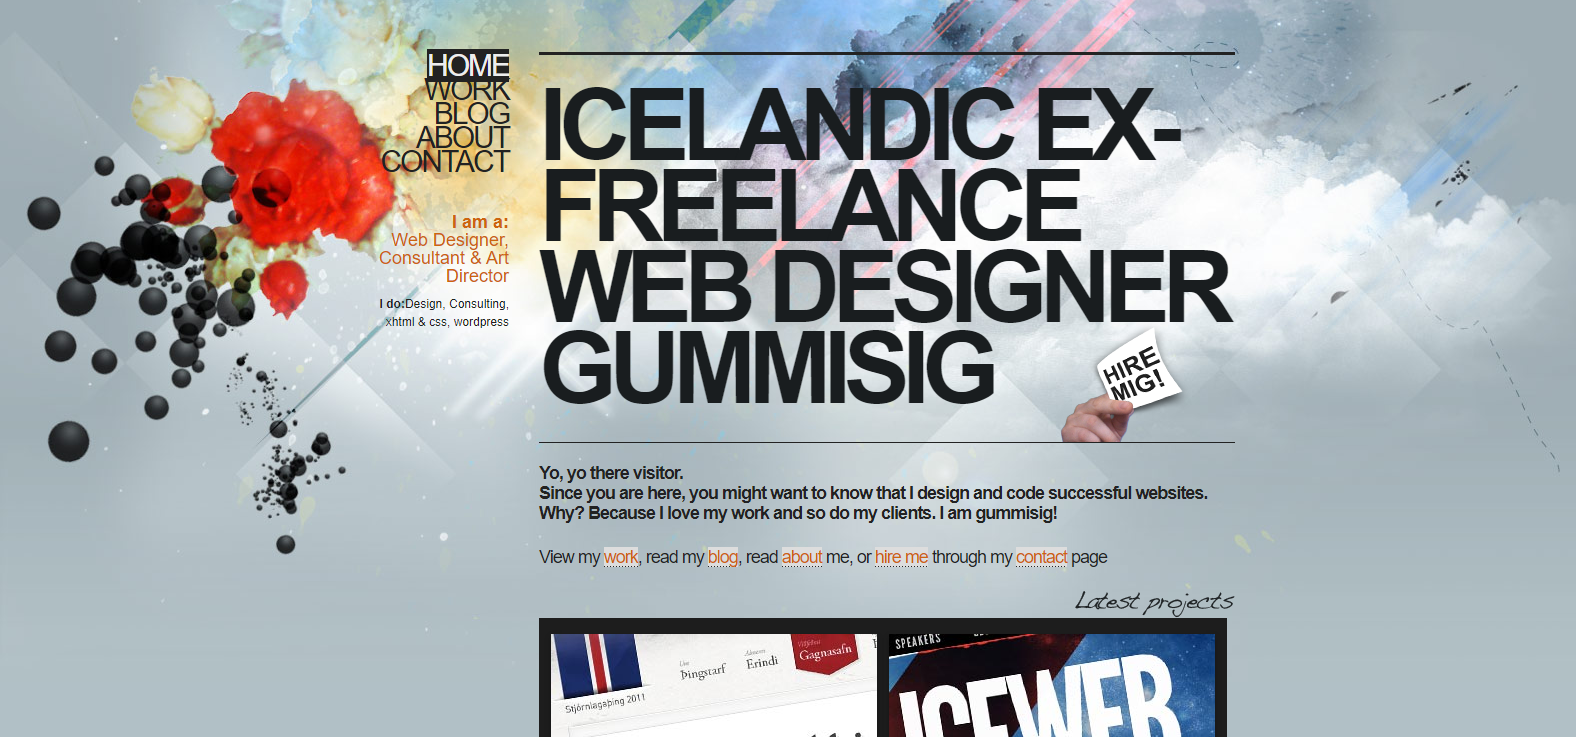 HOME
WORK
BLOG
ABOUT
CONTACT
I am a:
Web Designer,
Consultant & Art
Director
I do:Design, Consulting,
xhtml & css, wordpress
ICELANDIC EX-
FREELANCE
WEB DESIGNER
GUMMISIG
HIRE
MIG!
Yo, yo there visitor.
Since you are here, you might want to know that I design and code successful websites.
Why? Because I love my work and so do my clients. I am gummisig!
View my work, read my blog, read about me, or hire me through my contact page
Latest projects
Þingstarf
Erindi
Gagnasafn
Stjórnlagaþing 2011
SPEAKERS
ICEWEB